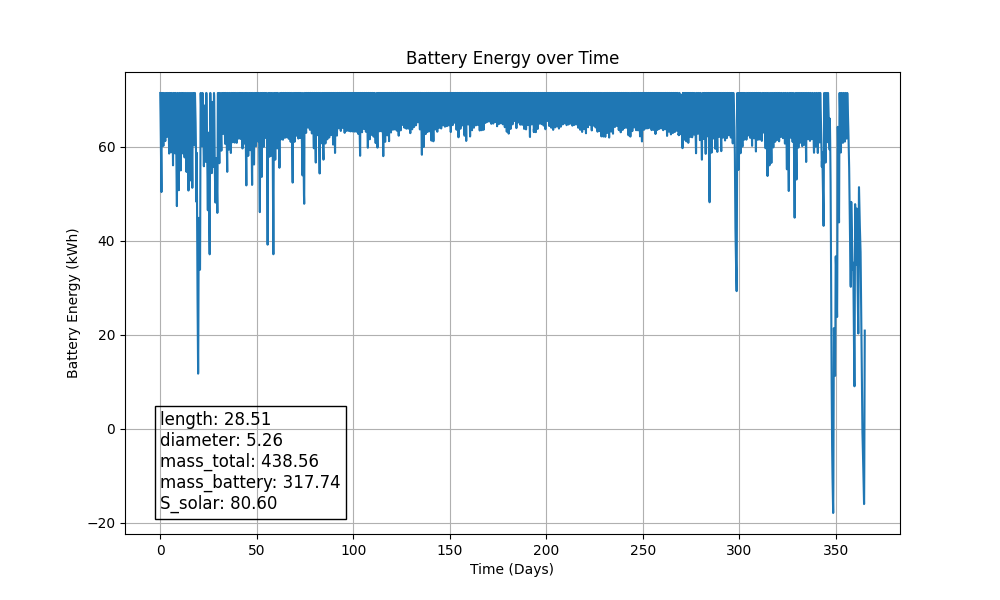 Battery Energy over Time
Battery Energy (kWh)
60
40
20
0
−20
length: 28.51
diameter: 5.26
mass_total: 438.56
mass_battery: 317.74
S_solar: 80.60
0 50 100 150 200 250 300 350
Time (Days)